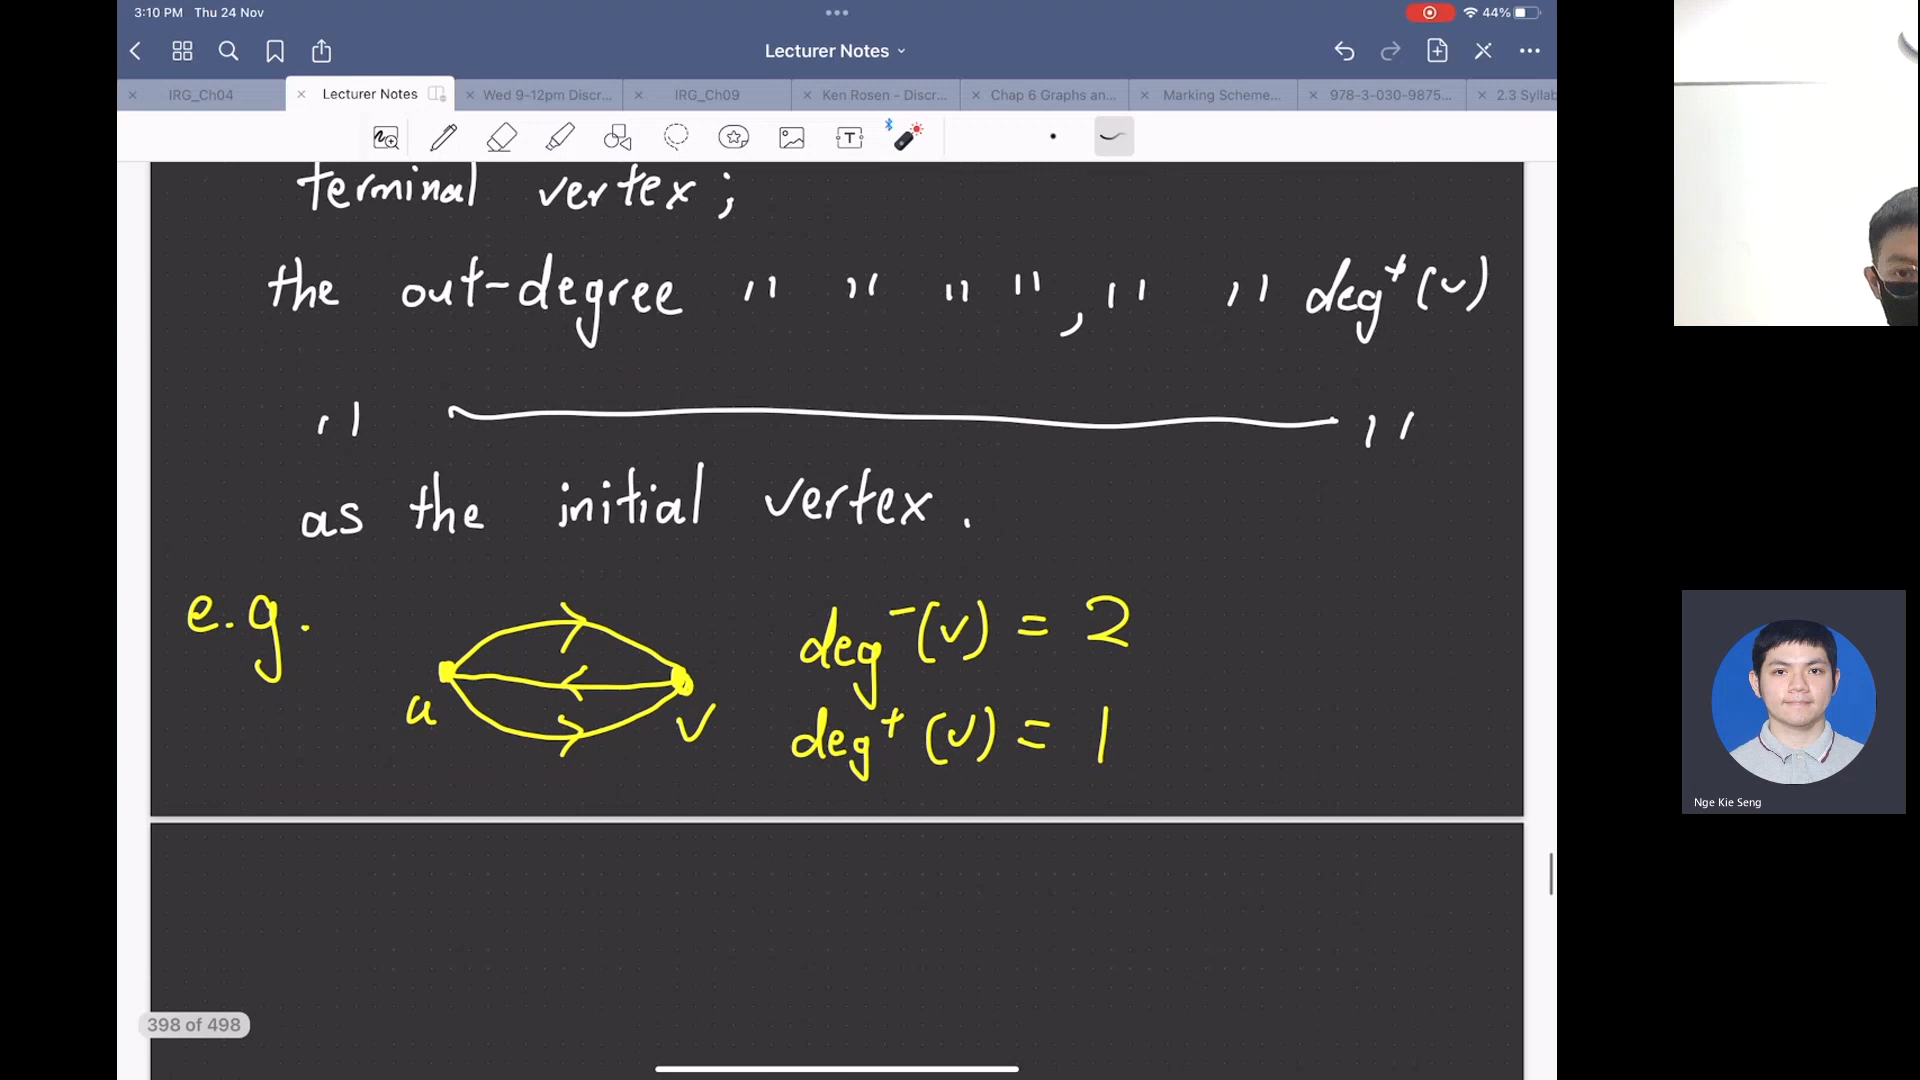 3:10 PM Thu 24 Nov
44%
Lecturer Notes
IRG_Ch04
Lecturer Notes
Wed 9-12pm Discr...
IRG_Ch09
Ken Rosen - Discr...
Chap 6 Graphs an...
Marking Scheme...
978-3-030-9875...
2.3 Syllab
terminal vertex;
the out-degree " " " ", " " deg⁺(v)
" ———— "
as the initial vertex.
e.g.
u
v
deg⁻(v) = 2
deg⁺(v) = 1
Nge Kie Seng
398 of 498